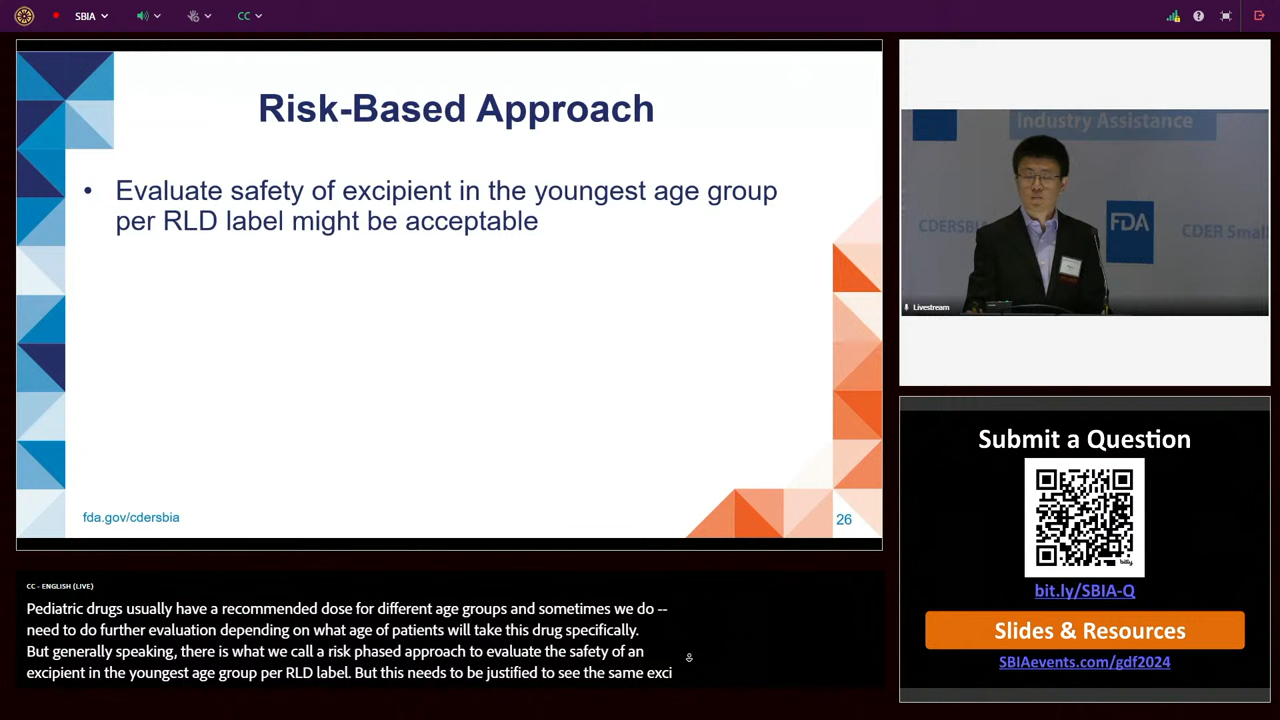 SBIA
CC
Risk-Based Approach
• Evaluate safety of excipient in the youngest age group
per RLD label might be acceptable
fda.gov/cdersbia
26
Industry Assistance
CDERSBIA
FDA
CDER Smal
Livestream
Submit a Question
bitly
bit.ly/SBIA-Q
Slides & Resources
SBIAevents.com/gdf2024
CC - ENGLISH (LIVE)
Pediatric drugs usually have a recommended dose for different age groups and sometimes we do --
need to do further evaluation depending on what age of patients will take this drug specifically.
But generally speaking, there is what we call a risk phased approach to evaluate the safety of an
excipient in the youngest age group per RLD label. But this needs to be justified to see the same exci